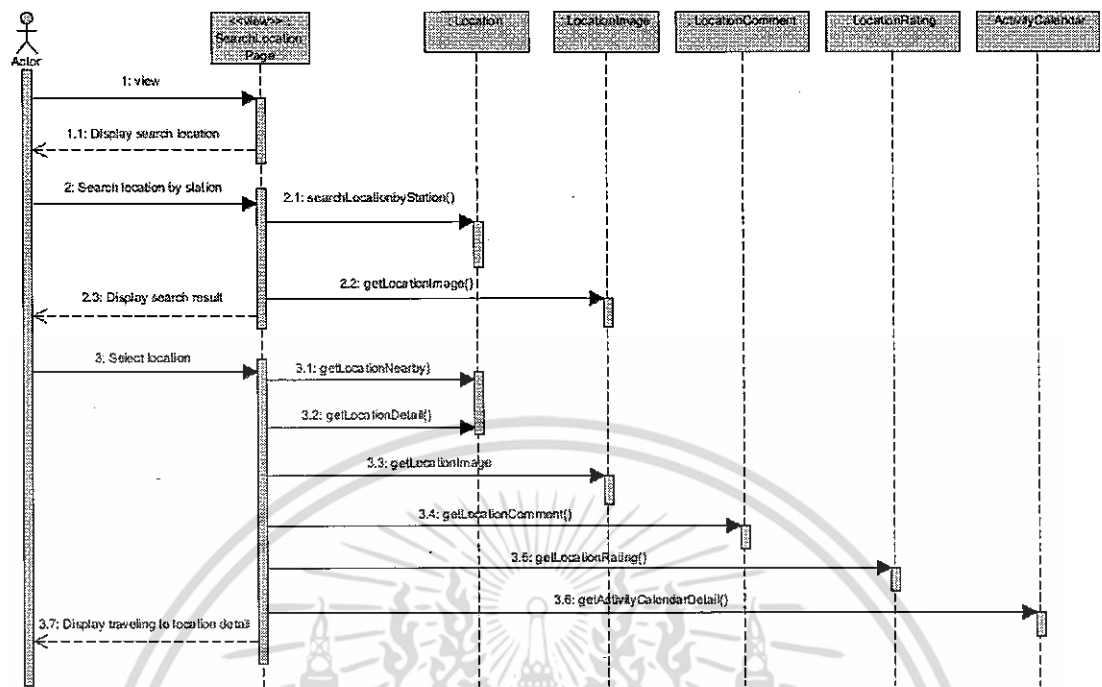 Actor
<<view>>
SearchLocation
Page
:Location
:LocationImage
:LocationComment
:LocationRating
:ActivityCalendar
1: view
1.1: Display search location
2: Search location by station
2.1: searchLocationbyStation()
2.2: getLocationImage()
2.3: Display search result
3: Select location
3.1: getLocationNearby)
3.2: getLocationDetail()
3.3: getLocationImage
3.4: getLocationComment()
3.5: getLocationRating()
3.6: getActivityCalendarDetail()
3.7: Display traveling to location detail